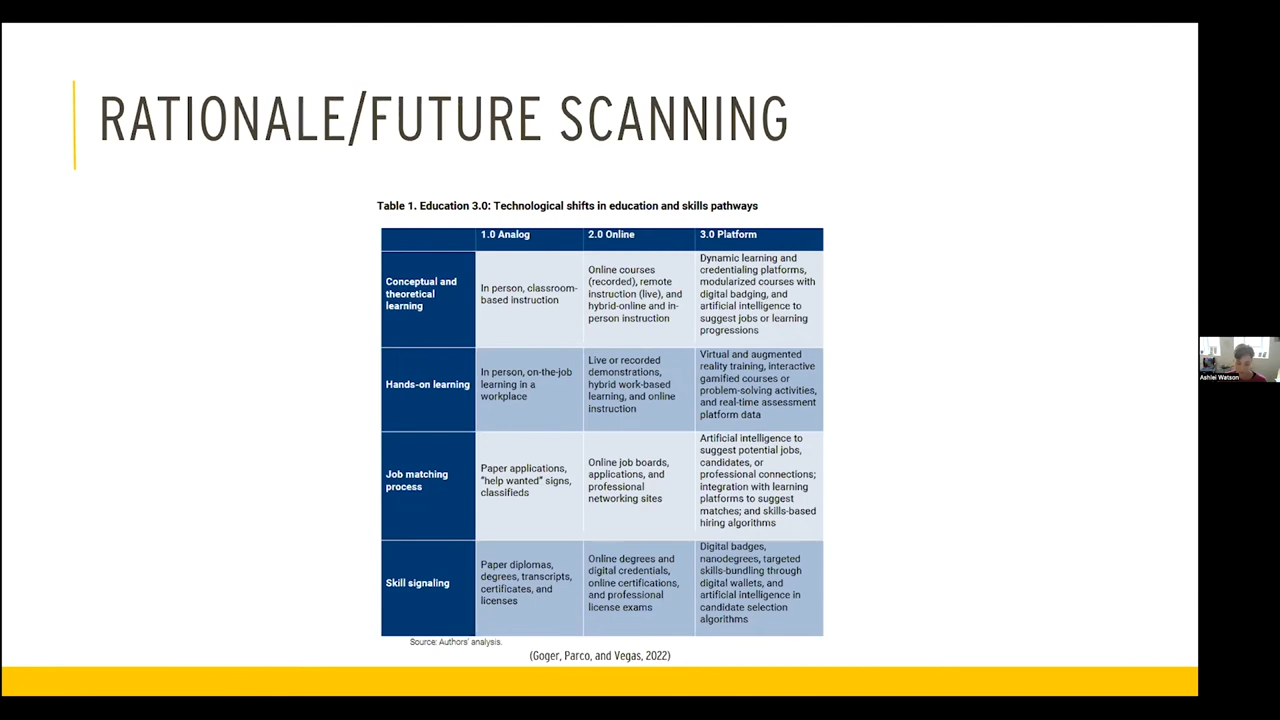 RATIONALE/FUTURE SCANNING
Table 1. Education 3.0: Technological shifts in education and skills pathways
1.0 Analog
2.0 Online
3.0 Platform
Conceptual and
theoretical
learning
In person, classroom-
based instruction
Online courses
(recorded), remote
instruction (live), and
hybrid-online and in-
person instruction
Dynamic learning and
credentialing platforms,
modularized courses with
digital badging, and
artificial intelligence to
suggest jobs or learning
progressions
Hands-on learning
In person, on-the-job
learning in a
workplace
Live or recorded
demonstrations,
hybrid work-based
learning, and online
instruction
Virtual and augmented
reality training, interactive
gamified courses or
problem-solving activities,
and real-time assessment
platform data
Job matching
process
Paper applications,
"help wanted" signs,
classifieds
Online job boards,
applications, and
professional
networking sites
Artificial intelligence to
suggest potential jobs,
candidates, or
professional connections;
integration with learning
platforms to suggest
matches; and skills-based
hiring algorithms
Skill signaling
Paper diplomas,
degrees, transcripts,
certificates, and
licenses
Online degrees and
digital credentials,
online certifications,
and professional
license exams
Digital badges,
nanodegrees, targeted
skills-bundling through
digital wallets, and
artificial intelligence in
candidate selection
algorithms
Source: Authors' analysis.
(Goger, Parco, and Vegas, 2022)
Ashlei Watson